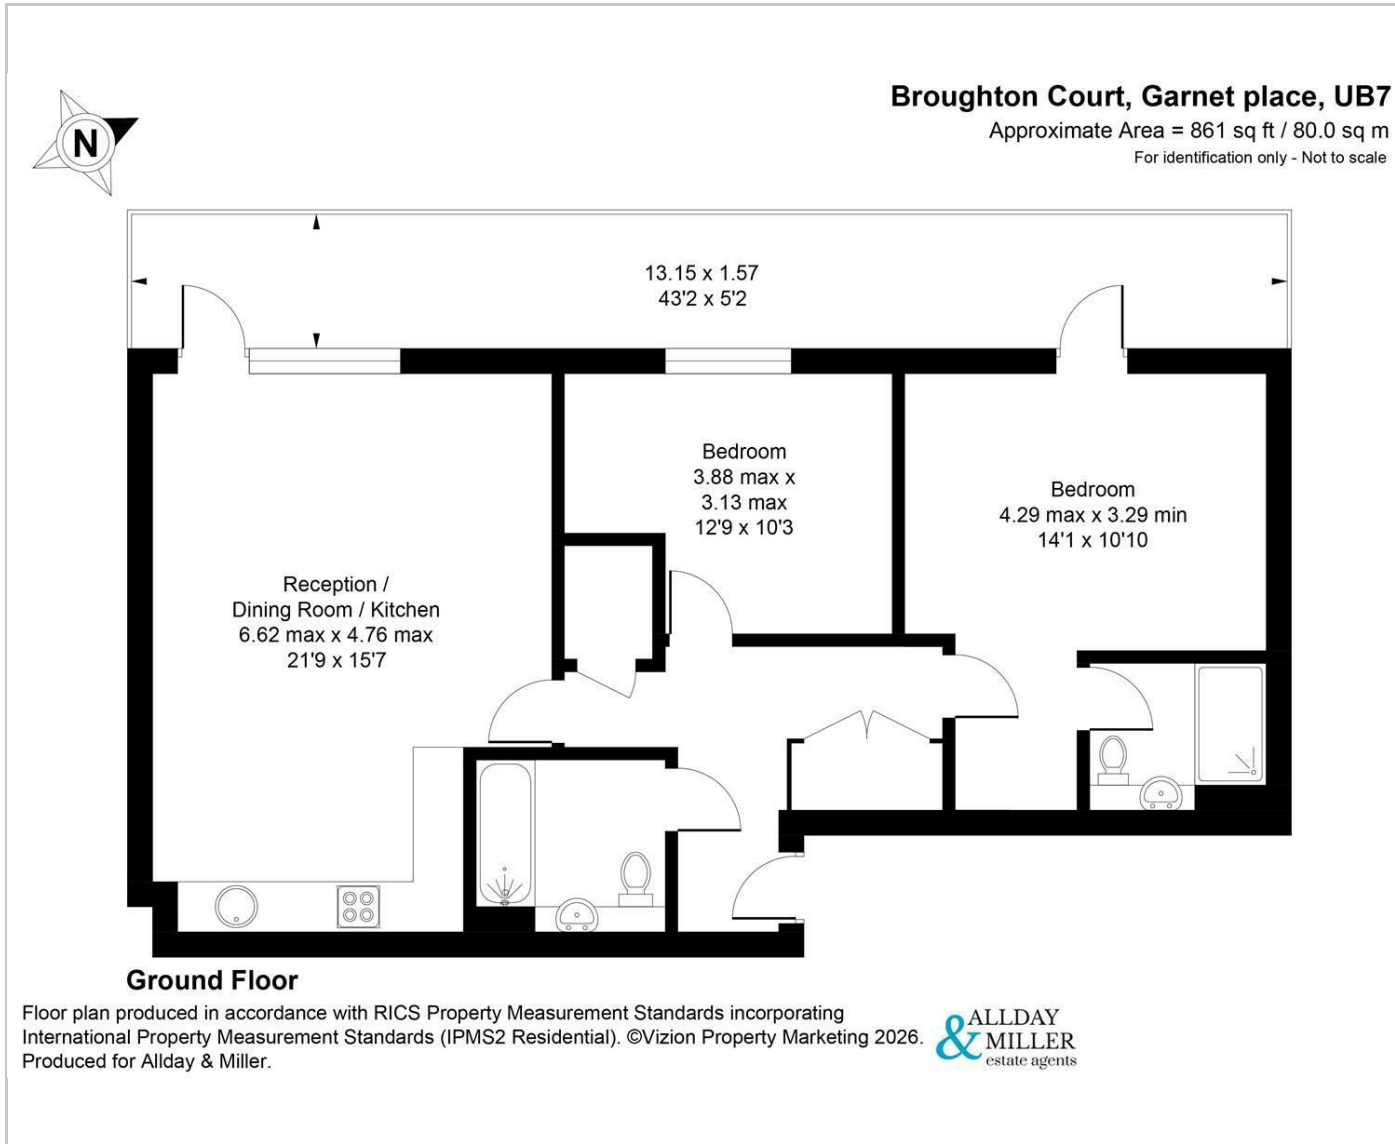 Broughton Court, Garnet place, UB7
Approximate Area = 861 sq ft / 80.0 sq m
For identification only - Not to scale
N
13.15 x 1.57
43'2 x 5'2
Bedroom
3.88 max x
3.13 max
12'9 x 10'3
Bedroom
4.29 max x 3.29 min
14'1 x 10'10
Reception /
Dining Room / Kitchen
6.62 max x 4.76 max
21'9 x 15'7
Ground Floor
Floor plan produced in accordance with RICS Property Measurement Standards incorporating
International Property Measurement Standards (IPMS2 Residential). ©Vizion Property Marketing 2026.
Produced for Allday & Miller.
ALLDAY
& MILLER
estate agents